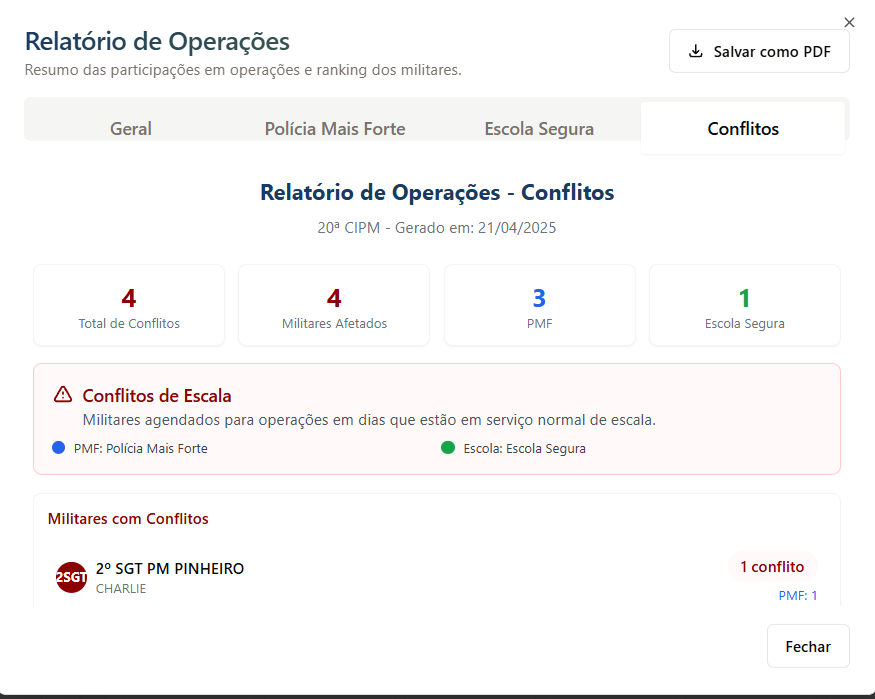 Relatório de Operações
Resumo das participações em operações e ranking dos militares.
Salvar como PDF
Geral
Polícia Mais Forte
Escola Segura
Conflitos
Relatório de Operações - Conflitos
20ª CIPM - Gerado em: 21/04/2025
4
Total de Conflitos
4
Militares Afetados
3
PMF
1
Escola Segura
Conflitos de Escala
Militares agendados para operações em dias que estão em serviço normal de escala.
PMF: Polícia Mais Forte
Escola: Escola Segura
Militares com Conflitos
2SGT
2º SGT PM PINHEIRO
CHARLIE
1 conflito
PMF: 1
Fechar